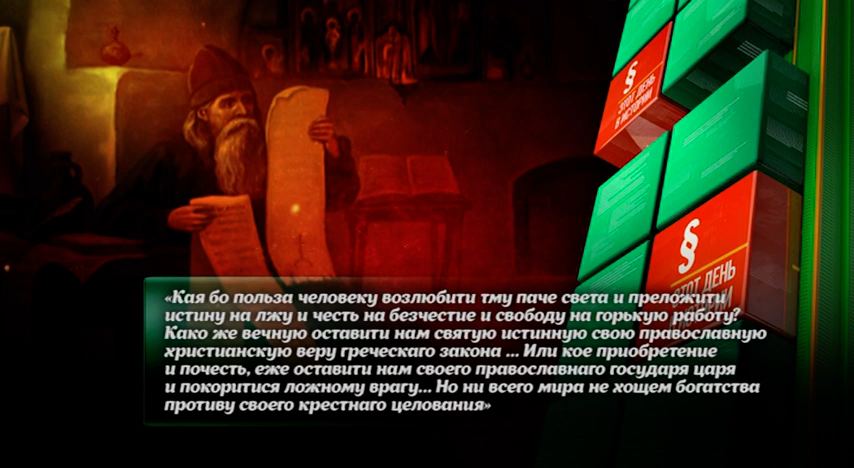 §
ЭТОТ ДЕНЬ
В ИСТОРИИ
§
ЭТОТ ДЕНЬ
В ИСТОРИИ
«Кая бо польза человеку возлюбити тму паче света и преложити
истину на лжу и честь на безчестие и свободу на горькую работу?
Како же вечную оставити нам святую истинную свою православную
христианскую веру греческаго закона ... Или кое приобретение
и почесть, еже оставити нам своего православнаго государя царя
и покоритися ложному врагу... Но ни всего мира не хощем богатства
противу своего крестнаго целования»